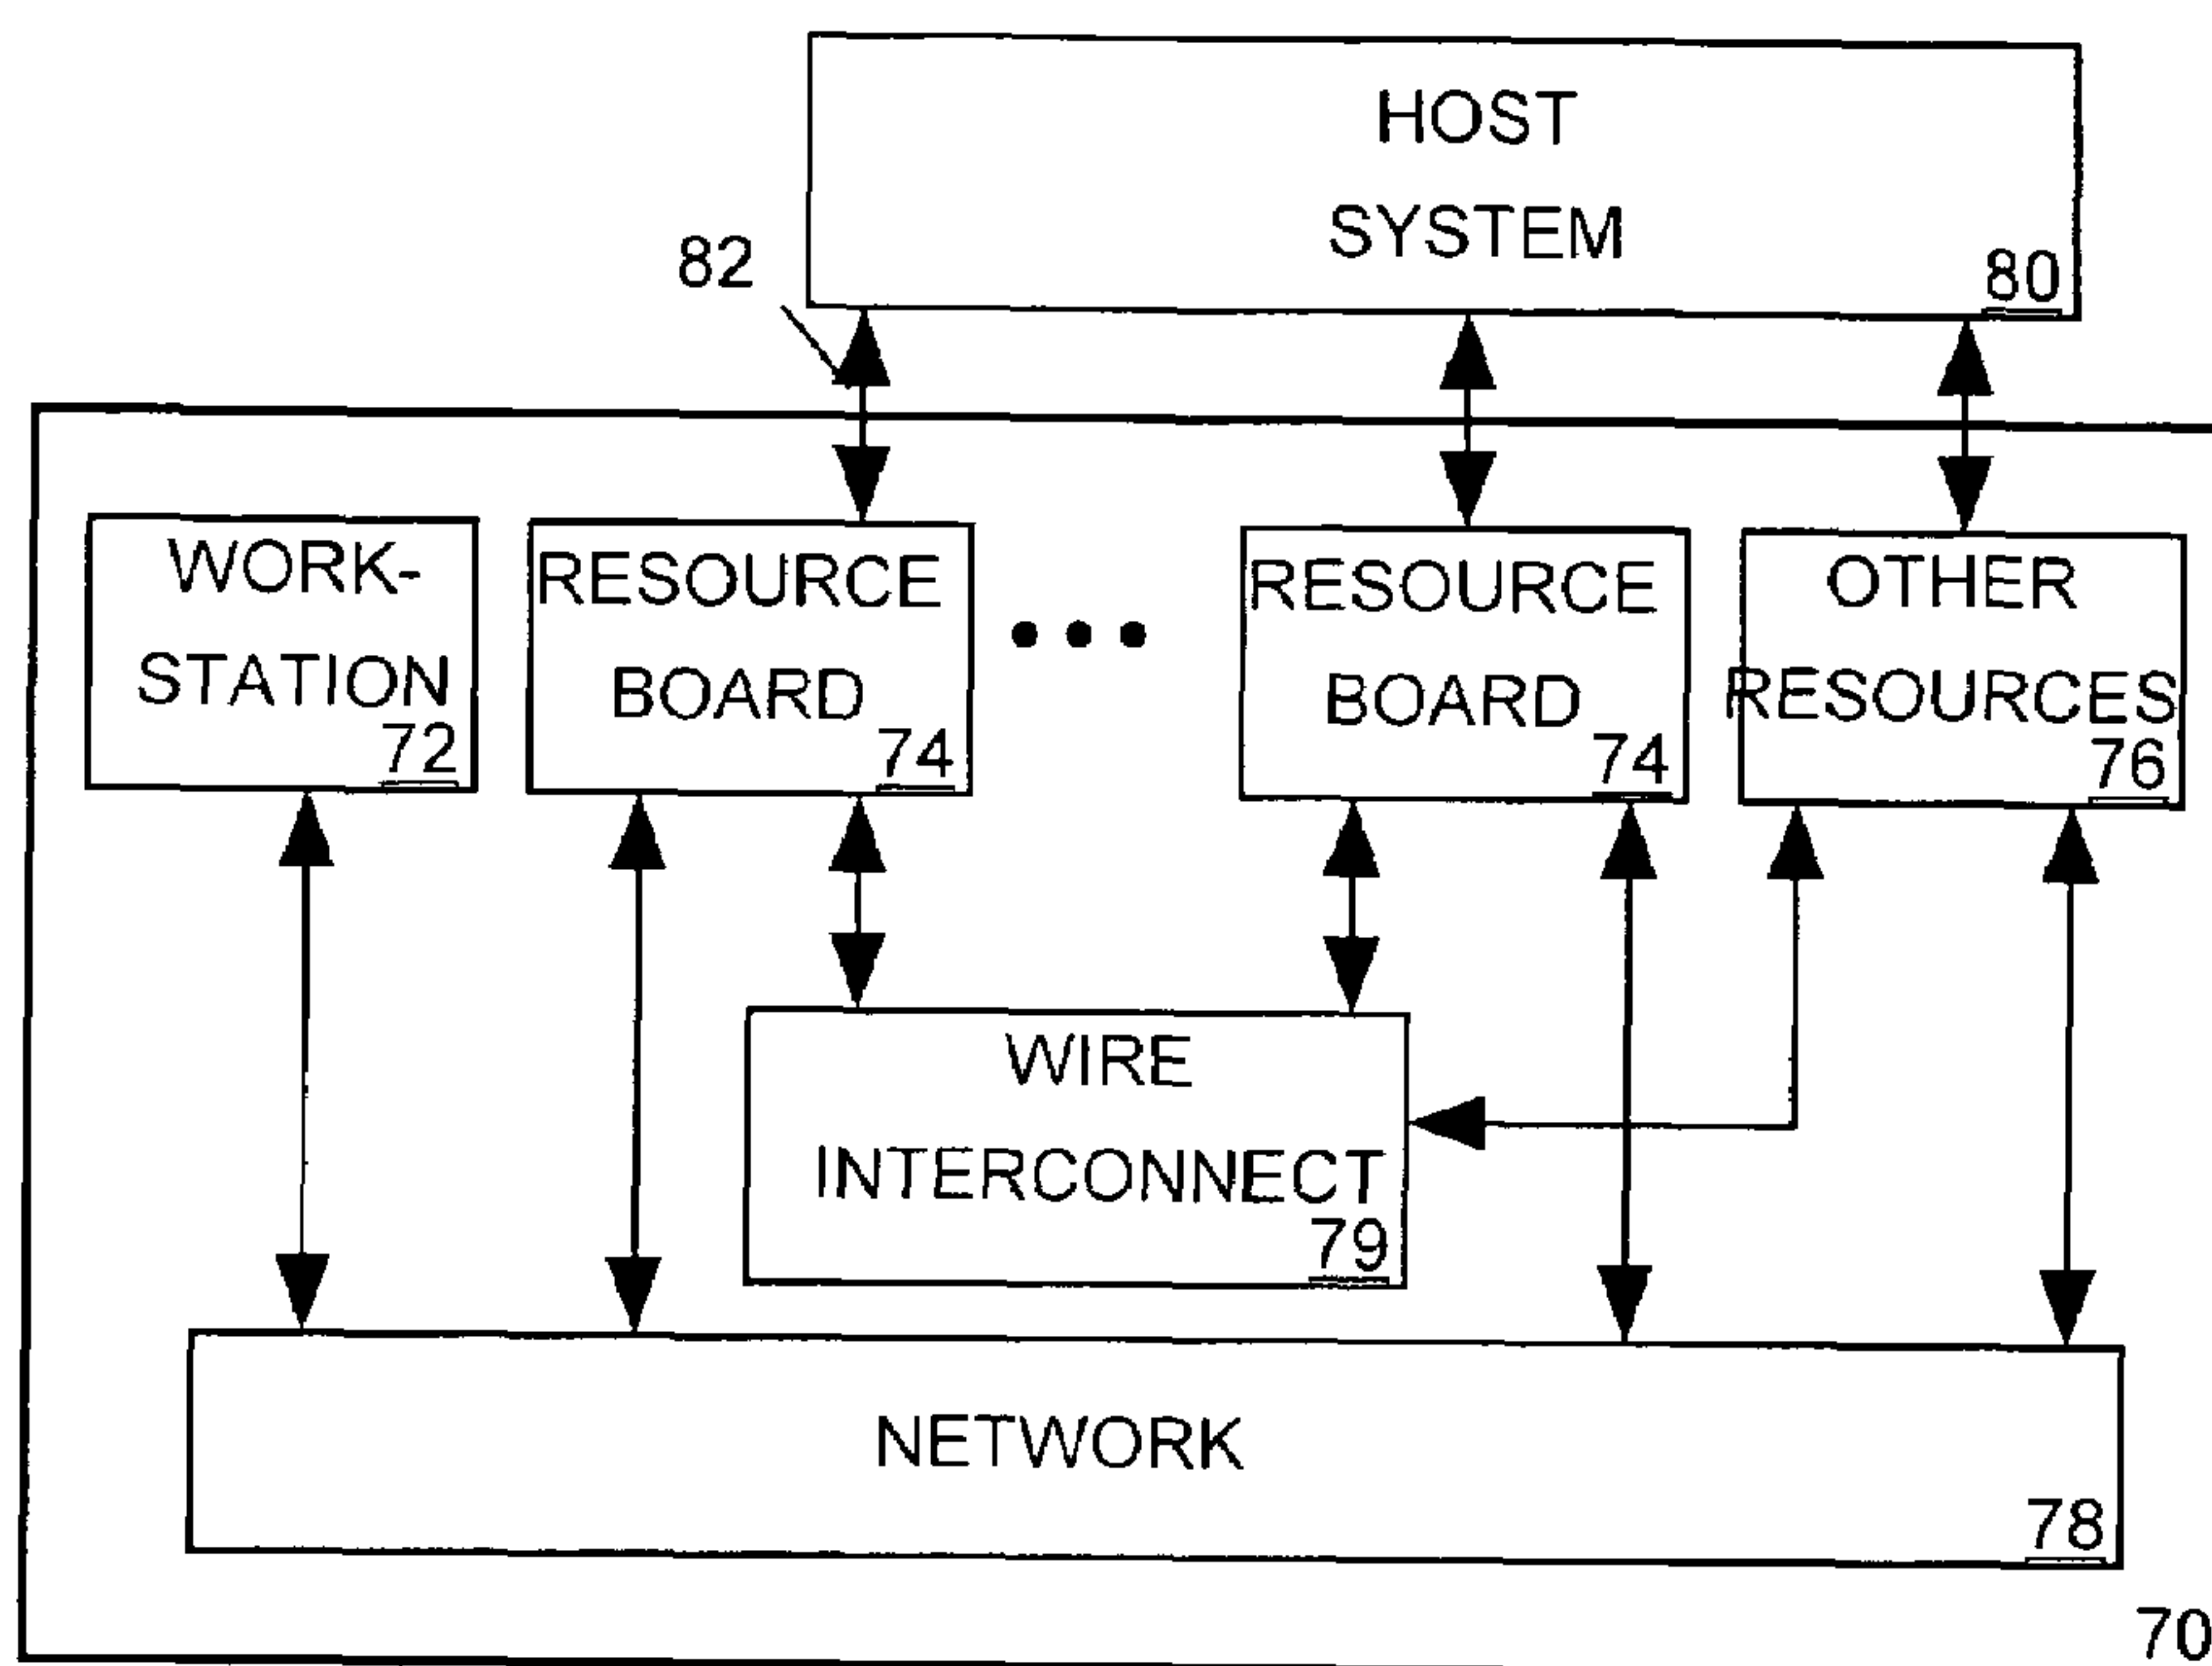 HOST
SYSTEM
80
82
WORK-
STATION
72
RESOURCE
BOARD
74
RESOURCE
BOARD
74
OTHER
RESOURCES
76
WIRE
INTERCONNECT
79
NETWORK
78
70